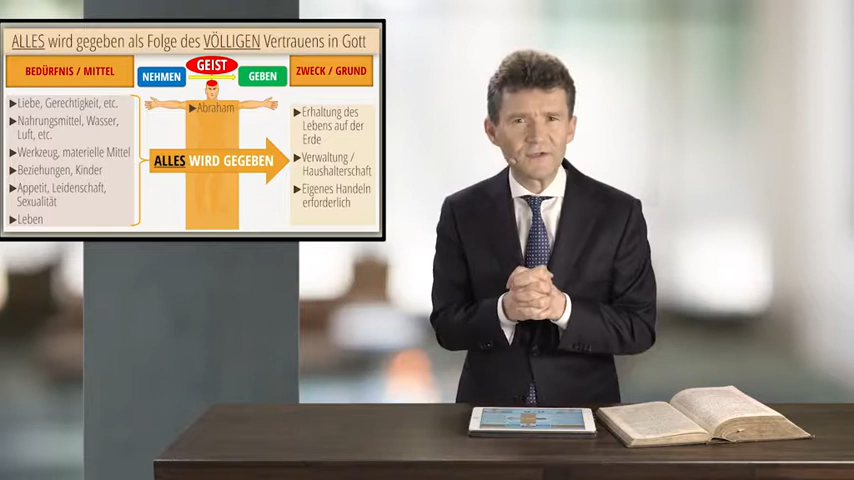 ALLES wird gegeben als Folge des VÖLLIGEN Vertrauens in Gott
BEDÜRFNIS / MITTEL
NEHMEN
GEIST
GEBEN
ZWECK / GRUND
▶Liebe, Gerechtigkeit, etc.
▶Nahrungsmittel, Wasser,
Luft, etc.
▶Werkzeug, materielle Mittel
▶Beziehungen, Kinder
▶Appetit, Leidenschaft,
Sexualität
▶Leben
▶Abraham
ALLES WIRD GEGEBEN
▶Erhaltung des
Lebens auf der
Erde
▶Verwaltung /
Haushalterschaft
▶Eigenes Handeln
erforderlich